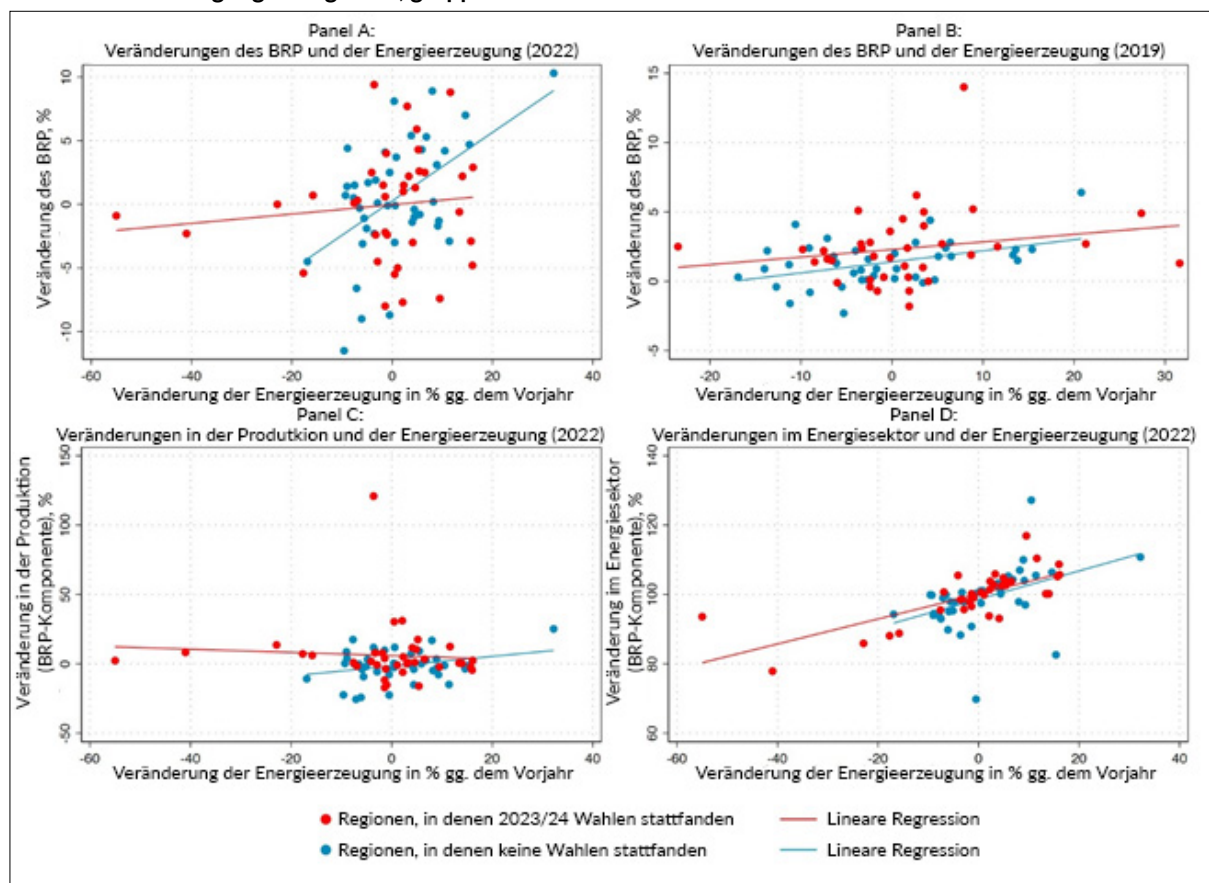 Panel A:
Veränderungen des BRP und der Energieerzeugung (2022)
Veränderung des BRP, %
10
5
0
-5
-10
-60
-40
-20
0
20
40
Veränderung der Energieerzeugung in % gg. dem Vorjahr
Panel B:
Veränderungen des BRP und der Energieerzeugung (2019)
Veränderung des BRP, %
15
10
5
0
-5
-20
-10
0
10
20
30
Veränderung der Energieerzeugung in % gg. dem Vorjahr
Panel C:
Veränderungen in der Produtkion und der Energieerzeugung (2022)
Veränderung in der Produktion
(BRP-Komponente), %
150
100
50
0
-50
-60
-40
-20
0
20
40
Veränderung der Energieerzeugung in % gg. dem Vorjahr
Panel D:
Veränderungen im Energiesektor und der Energieerzeugung (2022)
Veränderung im Energiesektor
(BRP-Komponente), %
140
120
100
80
60
-60
-40
-20
0
20
40
Veränderung der Energieerzeugung in % gg. dem Vorjahr
Regionen, in denen 2023/24 Wahlen stattfanden
Lineare Regression
Regionen, in denen keine Wahlen stattfanden
Lineare Regression